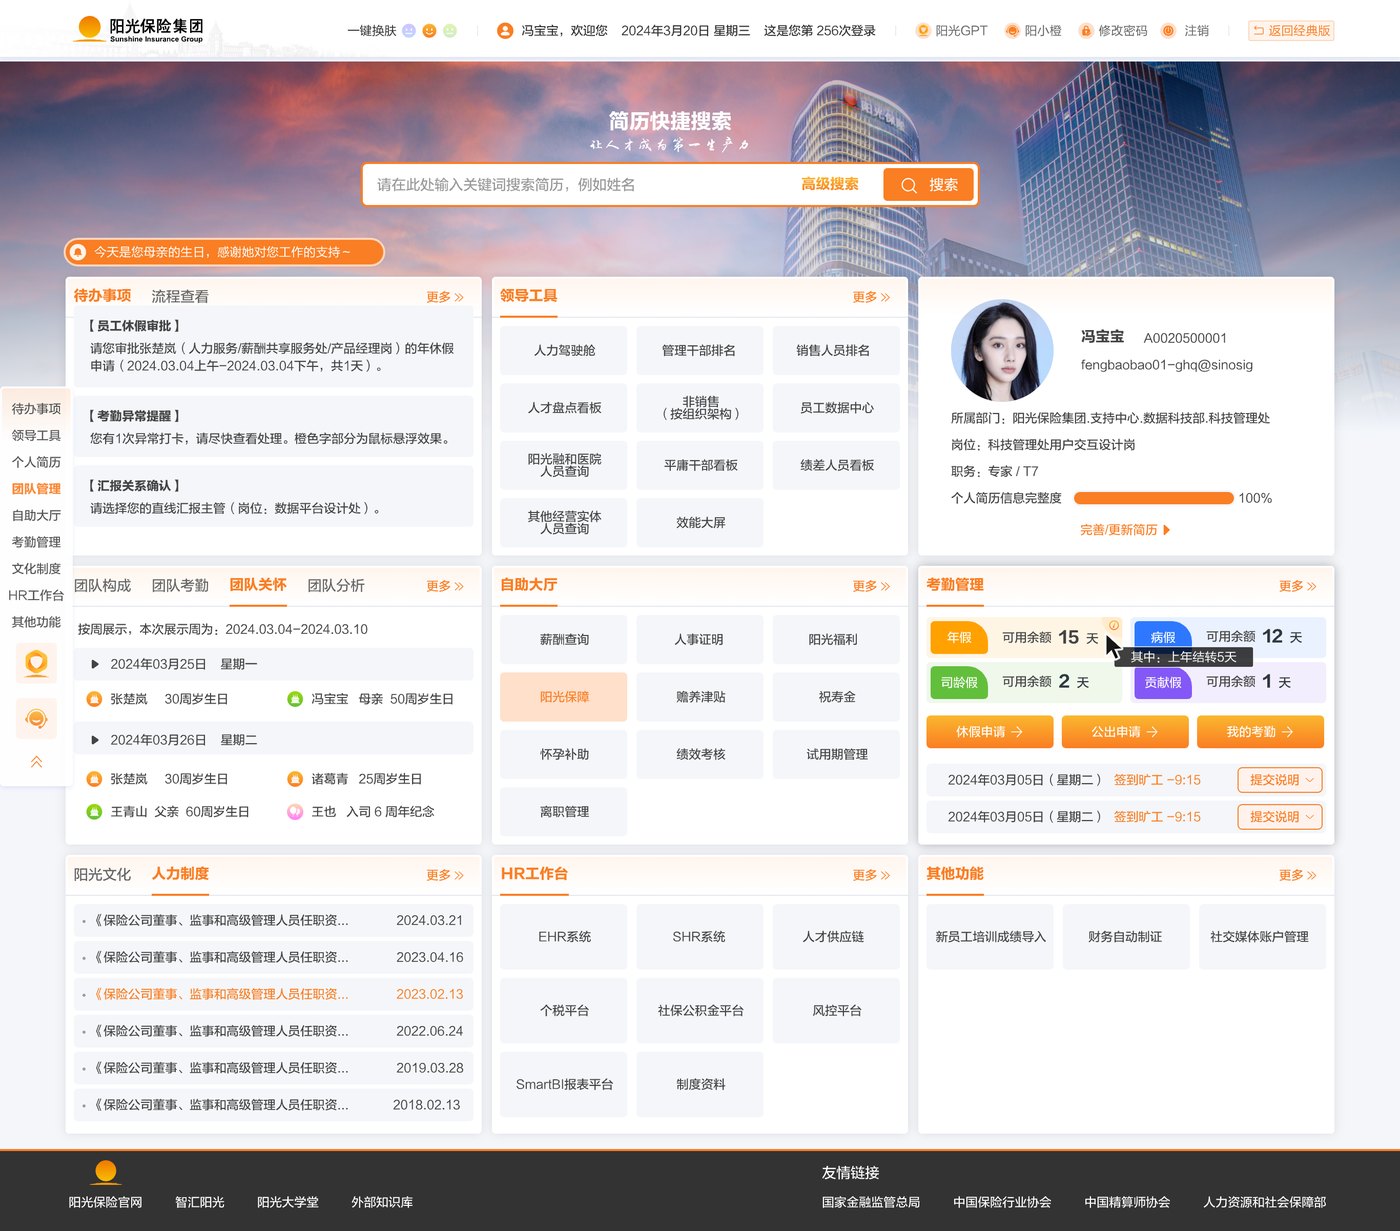 阳光保险集团
Sunshine Insurance Group
一键换肤
冯宝宝，欢迎您 2024年3月20日 星期三 这是您第 256次登录
阳光GPT
阳小橙
修改密码
注销
返回经典版
阳光保险
简历快捷搜索
让人才成为第一生产力
请在此处输入关键词搜索简历，例如姓名
高级搜索
搜索
今天是您母亲的生日，感谢她对您工作的支持~
待办事项
领导工具
个人简历
团队管理
自助大厅
考勤管理
文化制度
HR工作台
其他功能
待办事项 流程查看 更多
【员工休假审批】
请您审批张楚岚（人力服务/薪酬共享服务处/产品经理岗）的年休假
申请（2024.03.04上午-2024.03.04下午，共1天）。
【考勤异常提醒】
您有1次异常打卡，请尽快查看处理。橙色字部分为鼠标悬浮效果。
【汇报关系确认】
请选择您的直线汇报主管（岗位：数据平台设计处）。
领导工具 更多
人力驾驶舱 管理干部排名 销售人员排名
人才盘点看板
非销售
（按组织架构）
员工数据中心
阳光融和医院
人员查询
平庸干部看板 绩差人员看板
其他经营实体
人员查询
效能大屏
冯宝宝 A0020500001
fengbaobao01-ghq@sinosig
所属部门：阳光保险集团.支持中心.数据科技部.科技管理处
岗位：科技管理处用户交互设计岗
职务：专家 / T7
个人简历信息完整度 100%
完善/更新简历
团队构成 团队考勤 团队关怀 团队分析 更多
按周展示，本次展示周为：2024.03.04-2024.03.10
2024年03月25日 星期一
张楚岚 30周岁生日
冯宝宝 母亲 50周岁生日
2024年03月26日 星期二
张楚岚 30周岁生日
诸葛青 25周岁生日
王青山 父亲 60周岁生日
王也 入司 6 周年纪念
自助大厅 更多
薪酬查询 人事证明 阳光福利
阳光保障 赡养津贴 祝寿金
怀孕补助 绩效考核 试用期管理
离职管理
考勤管理 更多
年假 可用余额 15 天
病假 可用余额 12 天
其中：上年结转5天
司龄假 可用余额 2 天
贡献假 可用余额 1 天
休假申请 公出申请 我的考勤
2024年03月05日（星期二） 签到旷工 -9:15 提交说明
2024年03月05日（星期二） 签到旷工 -9:15 提交说明
阳光文化 人力制度 更多
《保险公司董事、监事和高级管理人员任职资... 2024.03.21
《保险公司董事、监事和高级管理人员任职资... 2023.04.16
《保险公司董事、监事和高级管理人员任职资... 2023.02.13
《保险公司董事、监事和高级管理人员任职资... 2022.06.24
《保险公司董事、监事和高级管理人员任职资... 2019.03.28
《保险公司董事、监事和高级管理人员任职资... 2018.02.13
HR工作台 更多
EHR系统 SHR系统 人才供应链
个税平台 社保公积金平台 风控平台
SmartBI报表平台 制度资料
其他功能 更多
新员工培训成绩导入 财务自动制证 社交媒体账户管理
阳光保险官网 智汇阳光 阳光大学堂 外部知识库
友情链接
国家金融监管总局 中国保险行业协会 中国精算师协会 人力资源和社会保障部